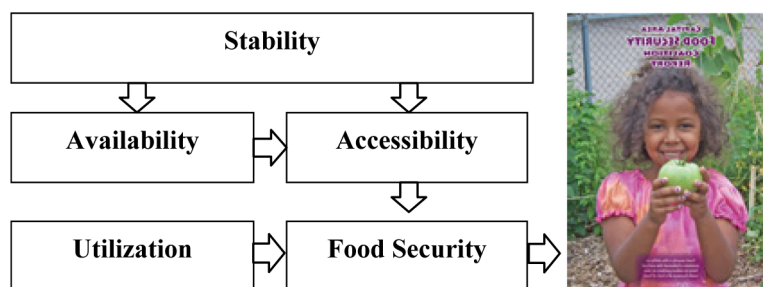 Stability
Availability
Accessibility
Utilization
Food Security
CAPITAL AREA
FOOD SECURITY
COALITION
REPORT